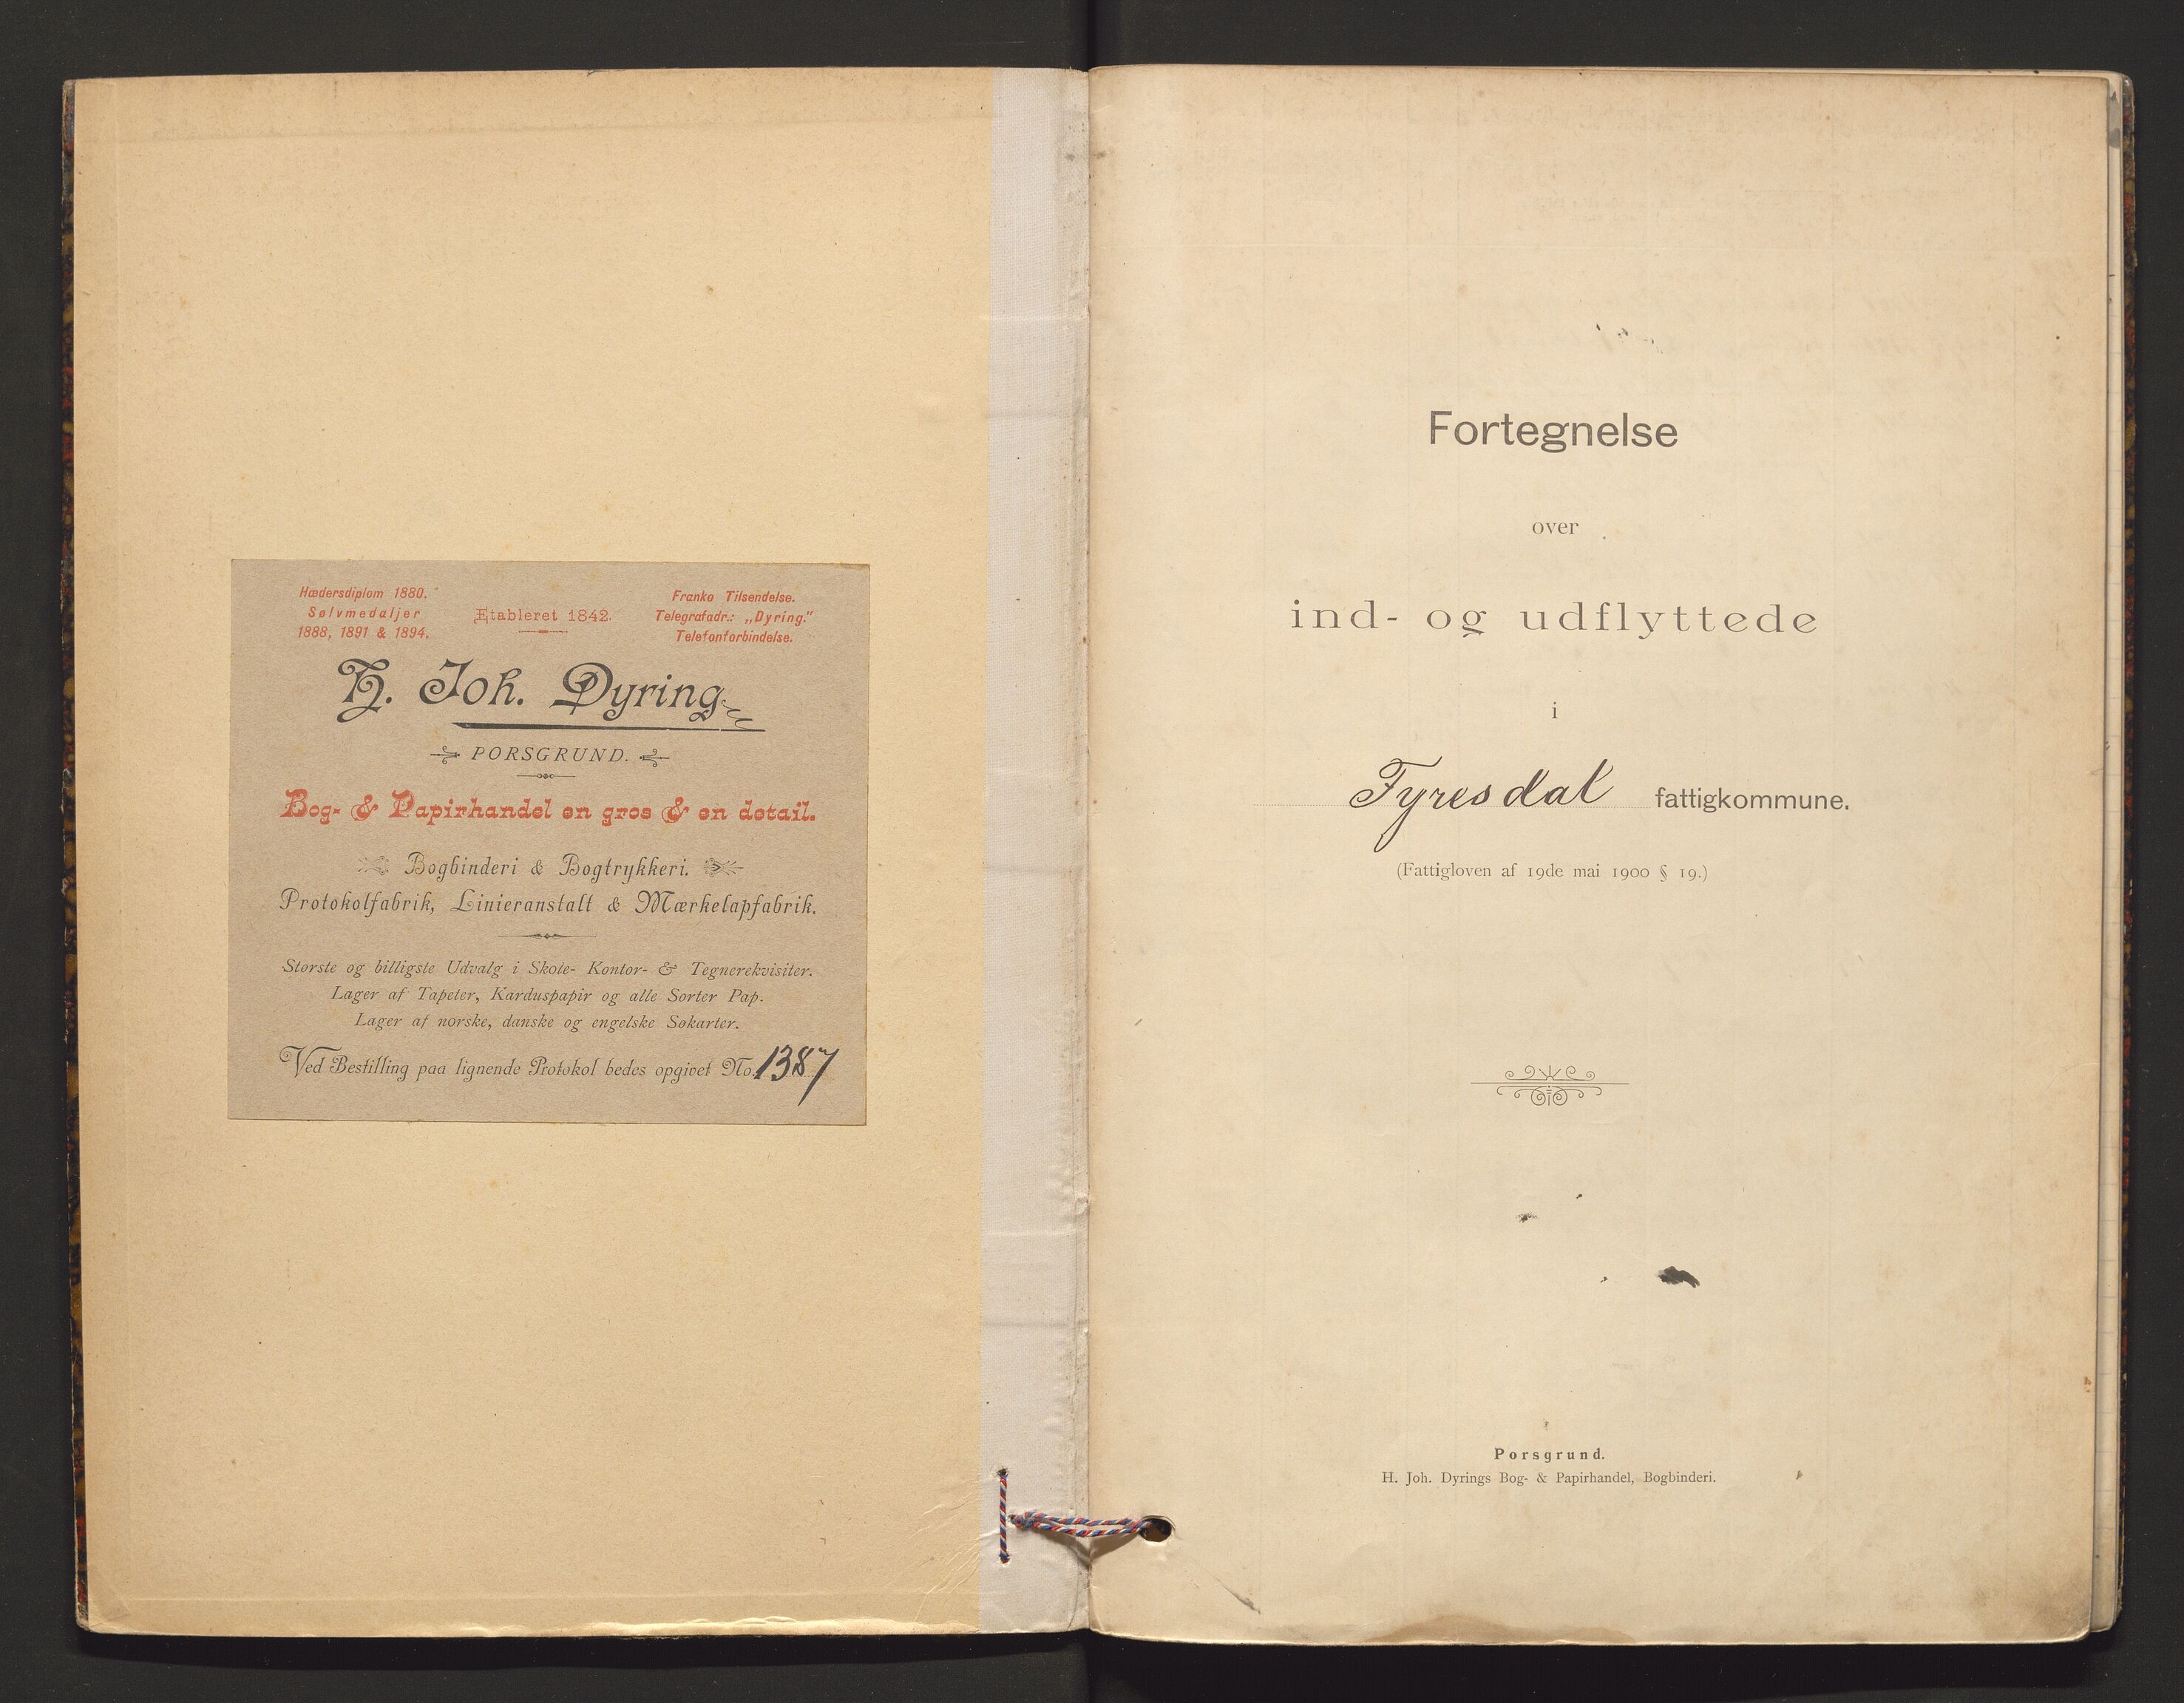 Hædersdiplom 1880.
Sølvmedaljer
1888, 1891 & 1894.
Etableret 1842.
Franko Tilsendelse.
Telegrafadr.: „Dyring."
Telefonforbindelse.
H. Joh. Dyring
PORSGRUND.
Bog- & Papirhandel en gros & en detail.
Bogbinderi & Bogtrykkeri.
Protokolfabrik, Linieranstalt & Mærkelapfabrik.
Største og billigste Udvalg i Skole- Kontor- & Tegnerekvisiter.
Lager af Tapeter, Karduspapir og alle Sorter Pap.
Lager af norske, danske og engelske Søkarter.
Ved Bestilling paa lignende Protokol bedes opgivet No. 1387
Fortegnelse
over
ind- og udflyttede
i
Fyresdal fattigkommune.
(Fattigloven af 19de mai 1900 § 19.)
Porsgrund.
H. Joh. Dyrings Bog- & Papirhandel, Bogbinderi.